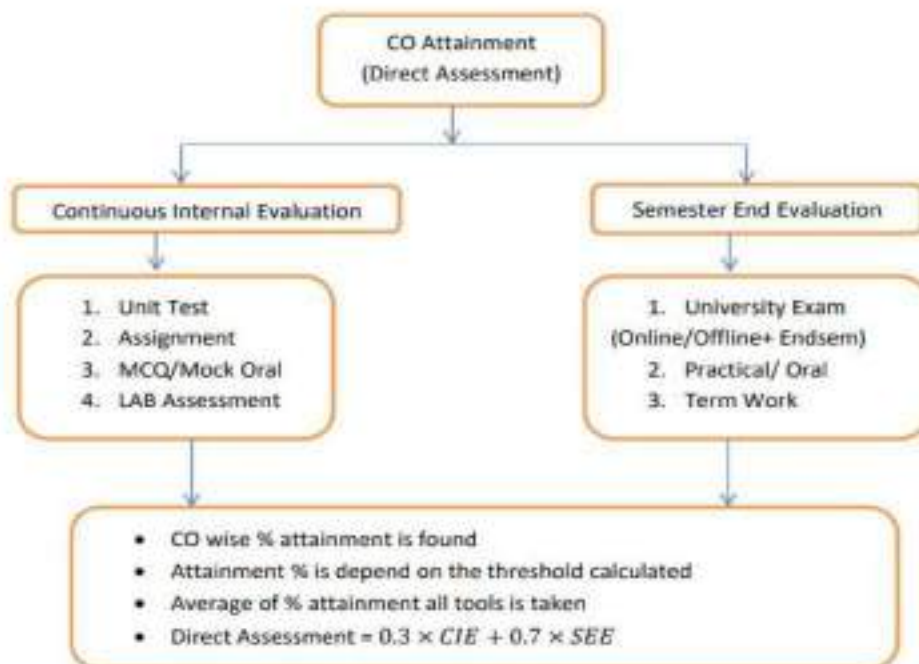 CO Attainment
(Direct Assessment)
Continuous Internal Evaluation
Semester End Evaluation
1. Unit Test
2. Assignment
3. MCQ/Mock Oral
4. LAB Assessment
1. University Exam
(Online/Offline+ Endsem)
2. Practical/ Oral
3. Term Work
• CO wise % attainment is found
• Attainment % is depend on the threshold calculated
• Average of % attainment all tools is taken
• Direct Assessment = 0.3 × CIE + 0.7 × SEE